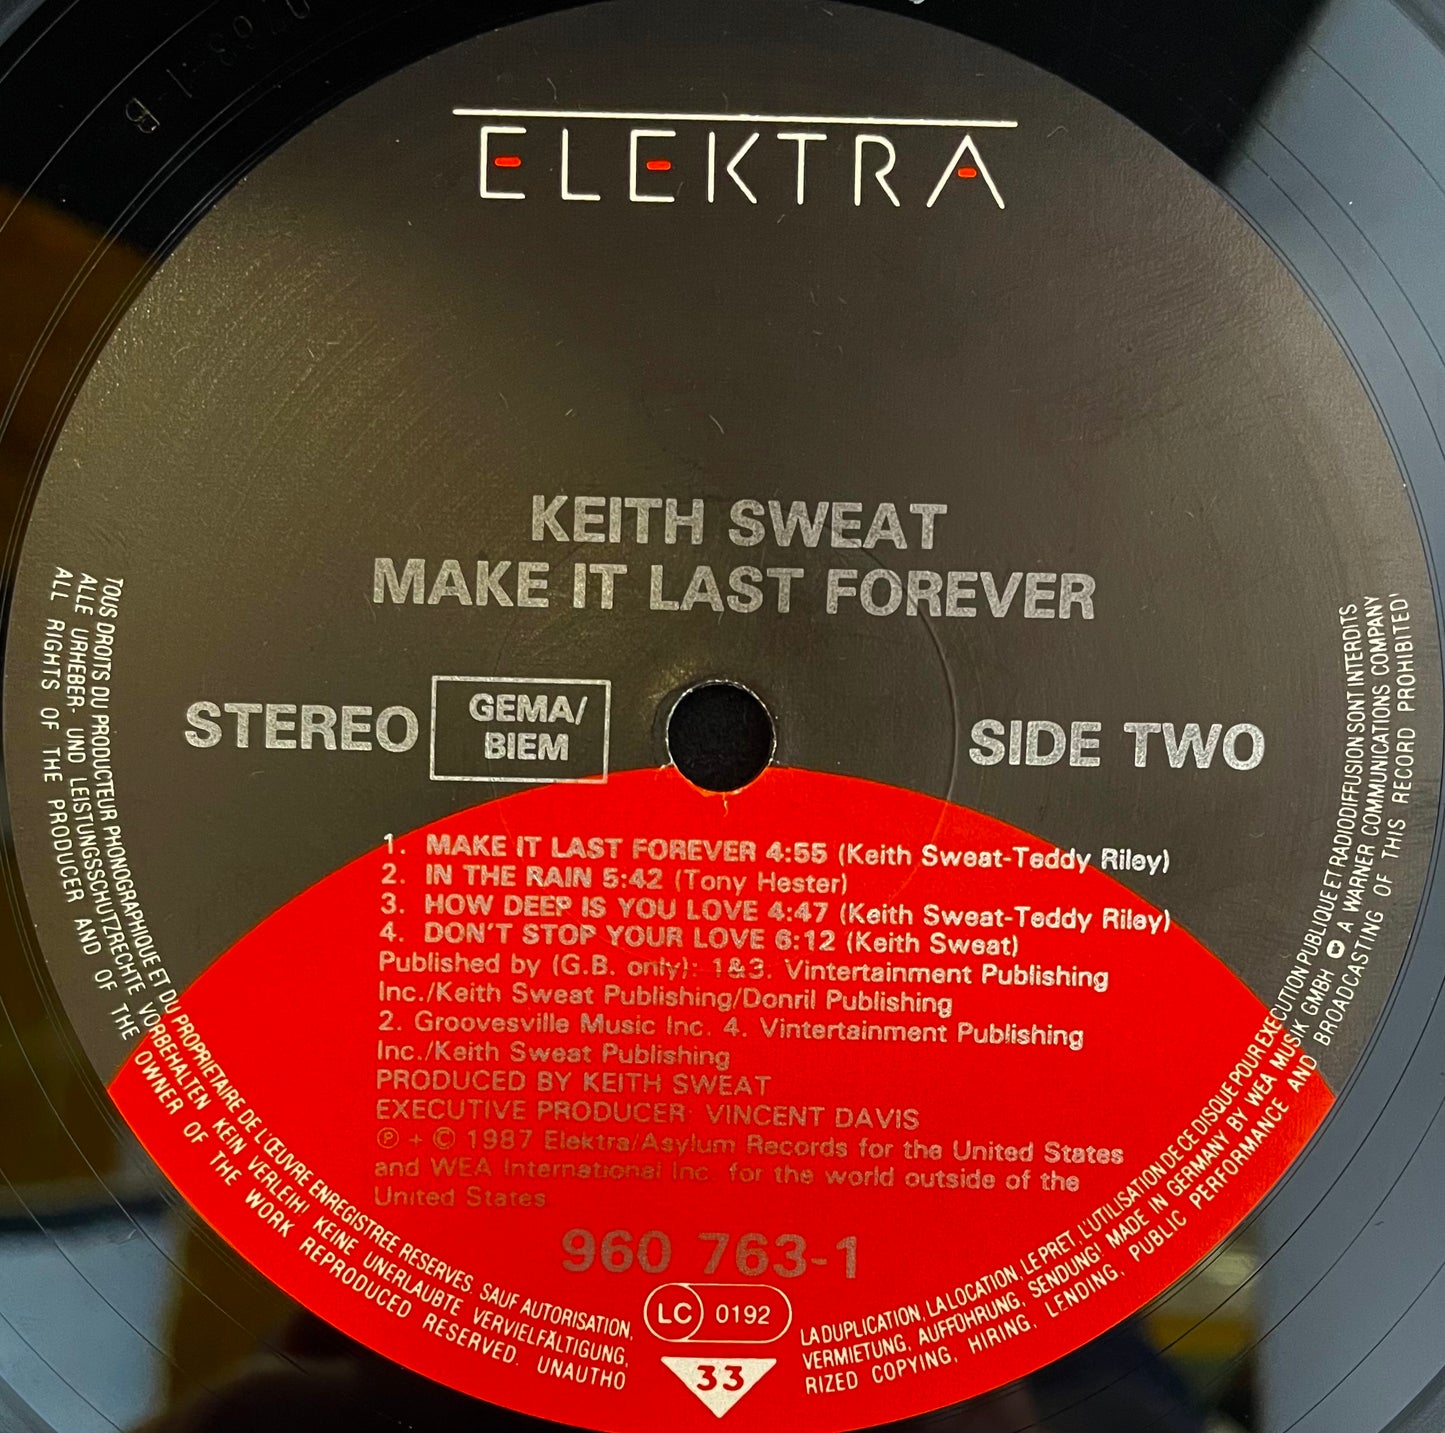 ELEKTRA
KEITH SWEAT
MAKE IT LAST FOREVER
STEREO
GEMA/
BIEM
SIDE TWO
1. MAKE IT LAST FOREVER 4:55 (Keith Sweat-Teddy Riley)
2. IN THE RAIN 5:42 (Tony Hester)
3. HOW DEEP IS YOU LOVE 4:47 (Keith Sweat-Teddy Riley)
4. DON'T STOP YOUR LOVE 6:12 (Keith Sweat)
Published by (G.B. only): 1&3. Vintertainment Publishing
Inc./Keith Sweat Publishing/Donril Publishing
2. Groovesville Music Inc. 4. Vintertainment Publishing
Inc./Keith Sweat Publishing
PRODUCED BY KEITH SWEAT
EXECUTIVE PRODUCER: VINCENT DAVIS
℗ + © 1987 Elektra/Asylum Records for the United States
and WEA International Inc. for the world outside of the
United States
960 763-1
LC 0192
33
TOUS DROITS DU PRODUCTEUR PHONOGRAPHIQUE ET DU PROPRIETAIRE DE L'ŒUVRE ENREGISTREE RESERVES. SAUF AUTORISATION, LA DUPLICATION, LA LOCATION, LE PRET, L'UTILISATION DE CE DISQUE POUR EXECUTION PUBLIQUE ET RADIODIFFUSION SONT INTERDITS
ALLE URHEBER- UND LEISTUNGSSCHUTZRECHTE VORBEHALTEN KEIN VERLEIH! KEINE UNERLAUBTE VERVIELFÄLTIGUNG, VERMIETUNG, AUFFÜHRUNG, SENDUNG! MADE IN GERMANY BY WEA MUSIK GMBH A WARNER COMMUNICATIONS COMPANY
ALL RIGHTS OF THE PRODUCER AND OF THE OWNER OF THE WORK REPRODUCED RESERVED. UNAUTHORIZED COPYING, HIRING, LENDING, PUBLIC PERFORMANCE AND BROADCASTING OF THIS RECORD PROHIBITED'